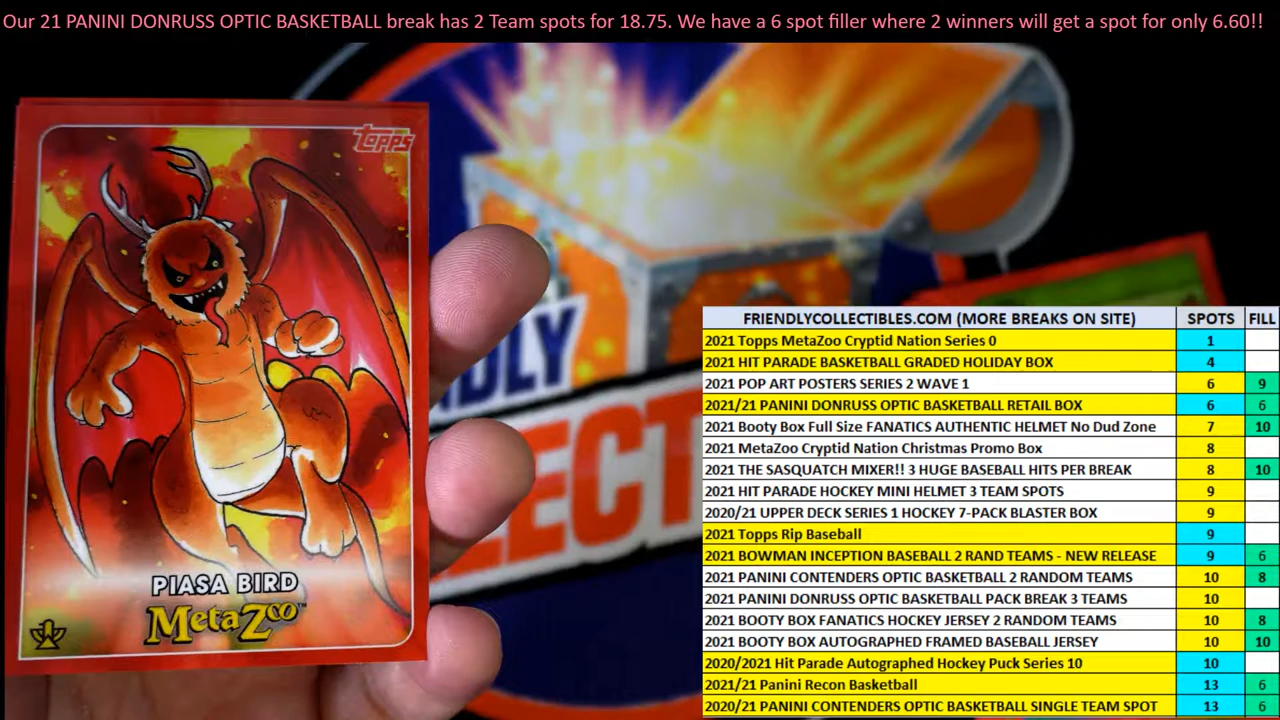 Our 21 PANINI DONRUSS OPTIC BASKETBALL break has 2 Team spots for 18.75. We have a 6 spot filler where 2 winners will get a spot for only 6.60!!
topps
PIASA BIRD
MetaZoo™
NDLY
LECT
FRIENDLYCOLLECTIBLES.COM (MORE BREAKS ON SITE) SPOTS FILL
2021 Topps MetaZoo Cryptid Nation Series 0 1
2021 HIT PARADE BASKETBALL GRADED HOLIDAY BOX 4
2021 POP ART POSTERS SERIES 2 WAVE 1 6 9
2021/21 PANINI DONRUSS OPTIC BASKETBALL RETAIL BOX 6 6
2021 Booty Box Full Size FANATICS AUTHENTIC HELMET No Dud Zone 7 10
2021 MetaZoo Cryptid Nation Christmas Promo Box 8
2021 THE SASQUATCH MIXER!! 3 HUGE BASEBALL HITS PER BREAK 8 10
2021 HIT PARADE HOCKEY MINI HELMET 3 TEAM SPOTS 9
2020/21 UPPER DECK SERIES 1 HOCKEY 7-PACK BLASTER BOX 9
2021 Topps Rip Baseball 9
2021 BOWMAN INCEPTION BASEBALL 2 RAND TEAMS - NEW RELEASE 9 6
2021 PANINI CONTENDERS OPTIC BASKETBALL 2 RANDOM TEAMS 10 8
2021 PANINI DONRUSS OPTIC BASKETBALL PACK BREAK 3 TEAMS 10
2021 BOOTY BOX FANATICS HOCKEY JERSEY 2 RANDOM TEAMS 10 8
2021 BOOTY BOX AUTOGRAPHED FRAMED BASEBALL JERSEY 10 10
2020/2021 Hit Parade Autographed Hockey Puck Series 10 10
2021/21 Panini Recon Basketball 13 6
2020/21 PANINI CONTENDERS OPTIC BASKETBALL SINGLE TEAM SPOT 13 6